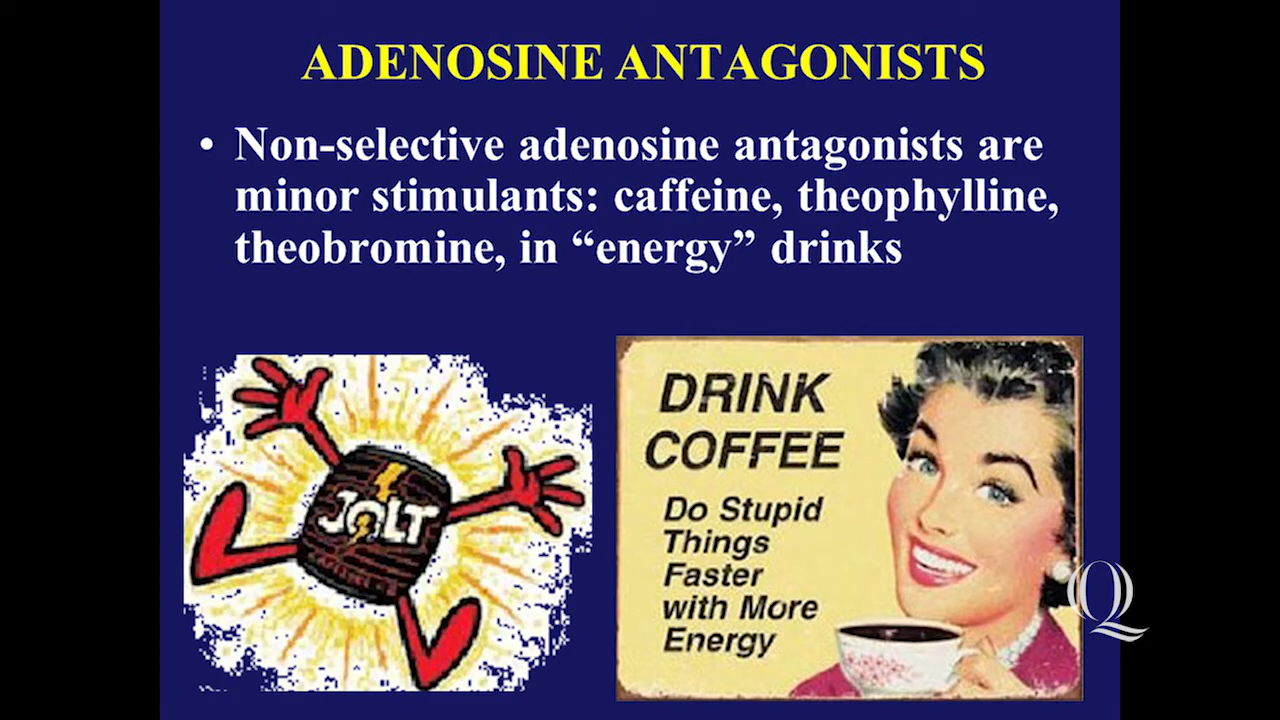 ADENOSINE ANTAGONISTS
• Non-selective adenosine antagonists are
minor stimulants: caffeine, theophylline,
theobromine, in “energy” drinks
JOLT
DRINK
COFFEE
Do Stupid
Things
Faster
with More
Energy
Q